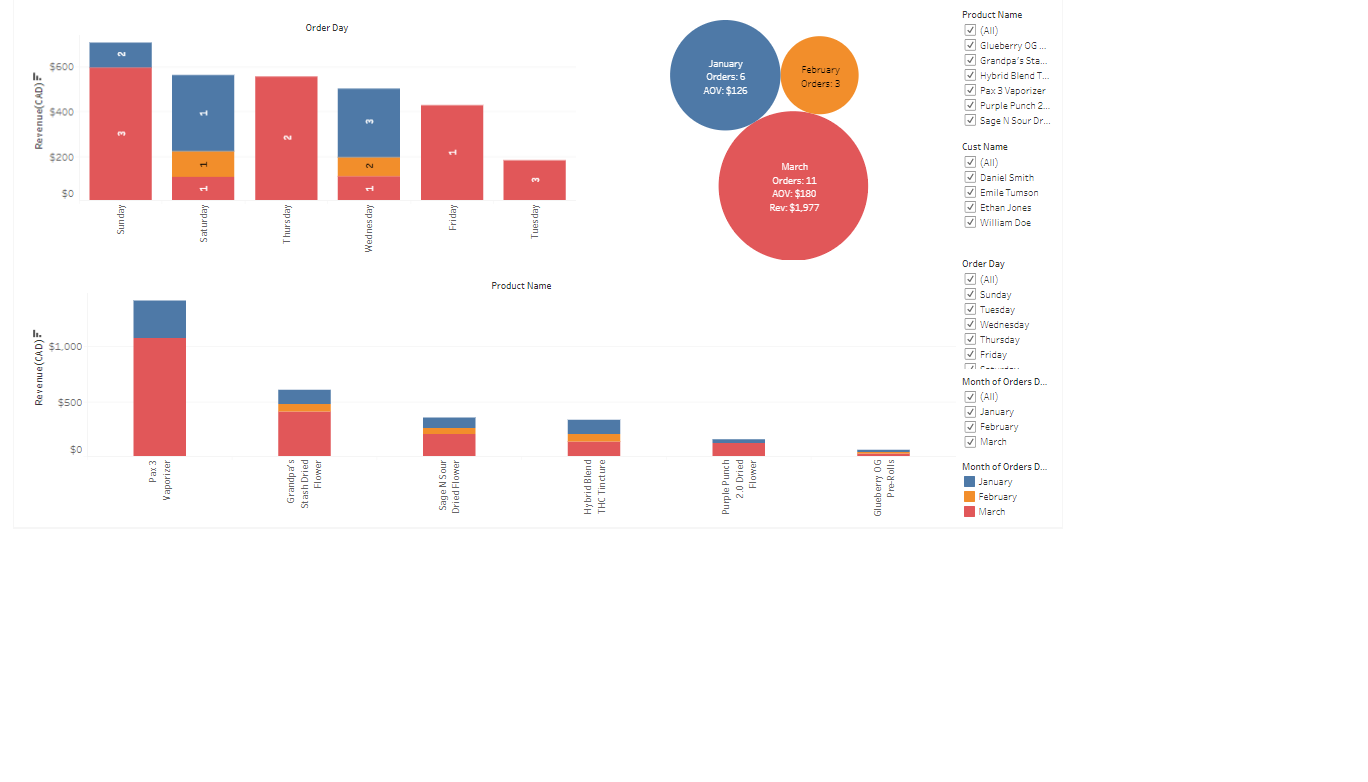 Order Day
Revenue(CAD)
$600
$400
$200
$0
2
3
1
1
1
2
3
2
1
1
3
Sunday
Saturday
Thursday
Wednesday
Friday
Tuesday
January
Orders: 6
AOV: $126
February
Orders: 3
March
Orders: 11
AOV: $180
Rev: $1,977
Product Name
Revenue(CAD)
$1,000
$500
$0
Pax 3
Vaporizer
Grandpa's
Stash Dried
Flower
Sage N Sour
Dried Flower
Hybrid Blend
THC Tincture
Purple Punch
2.0 Dried
Flower
Glueberry OG
Pre-Rolls
Product Name
(All)
Glueberry OG ...
Grandpa's Sta...
Hybrid Blend T...
Pax 3 Vaporizer
Purple Punch 2...
Sage N Sour Dr...
Cust Name
(All)
Daniel Smith
Emile Tumson
Ethan Jones
William Doe
Order Day
(All)
Sunday
Tuesday
Wednesday
Thursday
Friday
Saturday
Month of Orders D...
(All)
January
February
March
Month of Orders D...
January
February
March